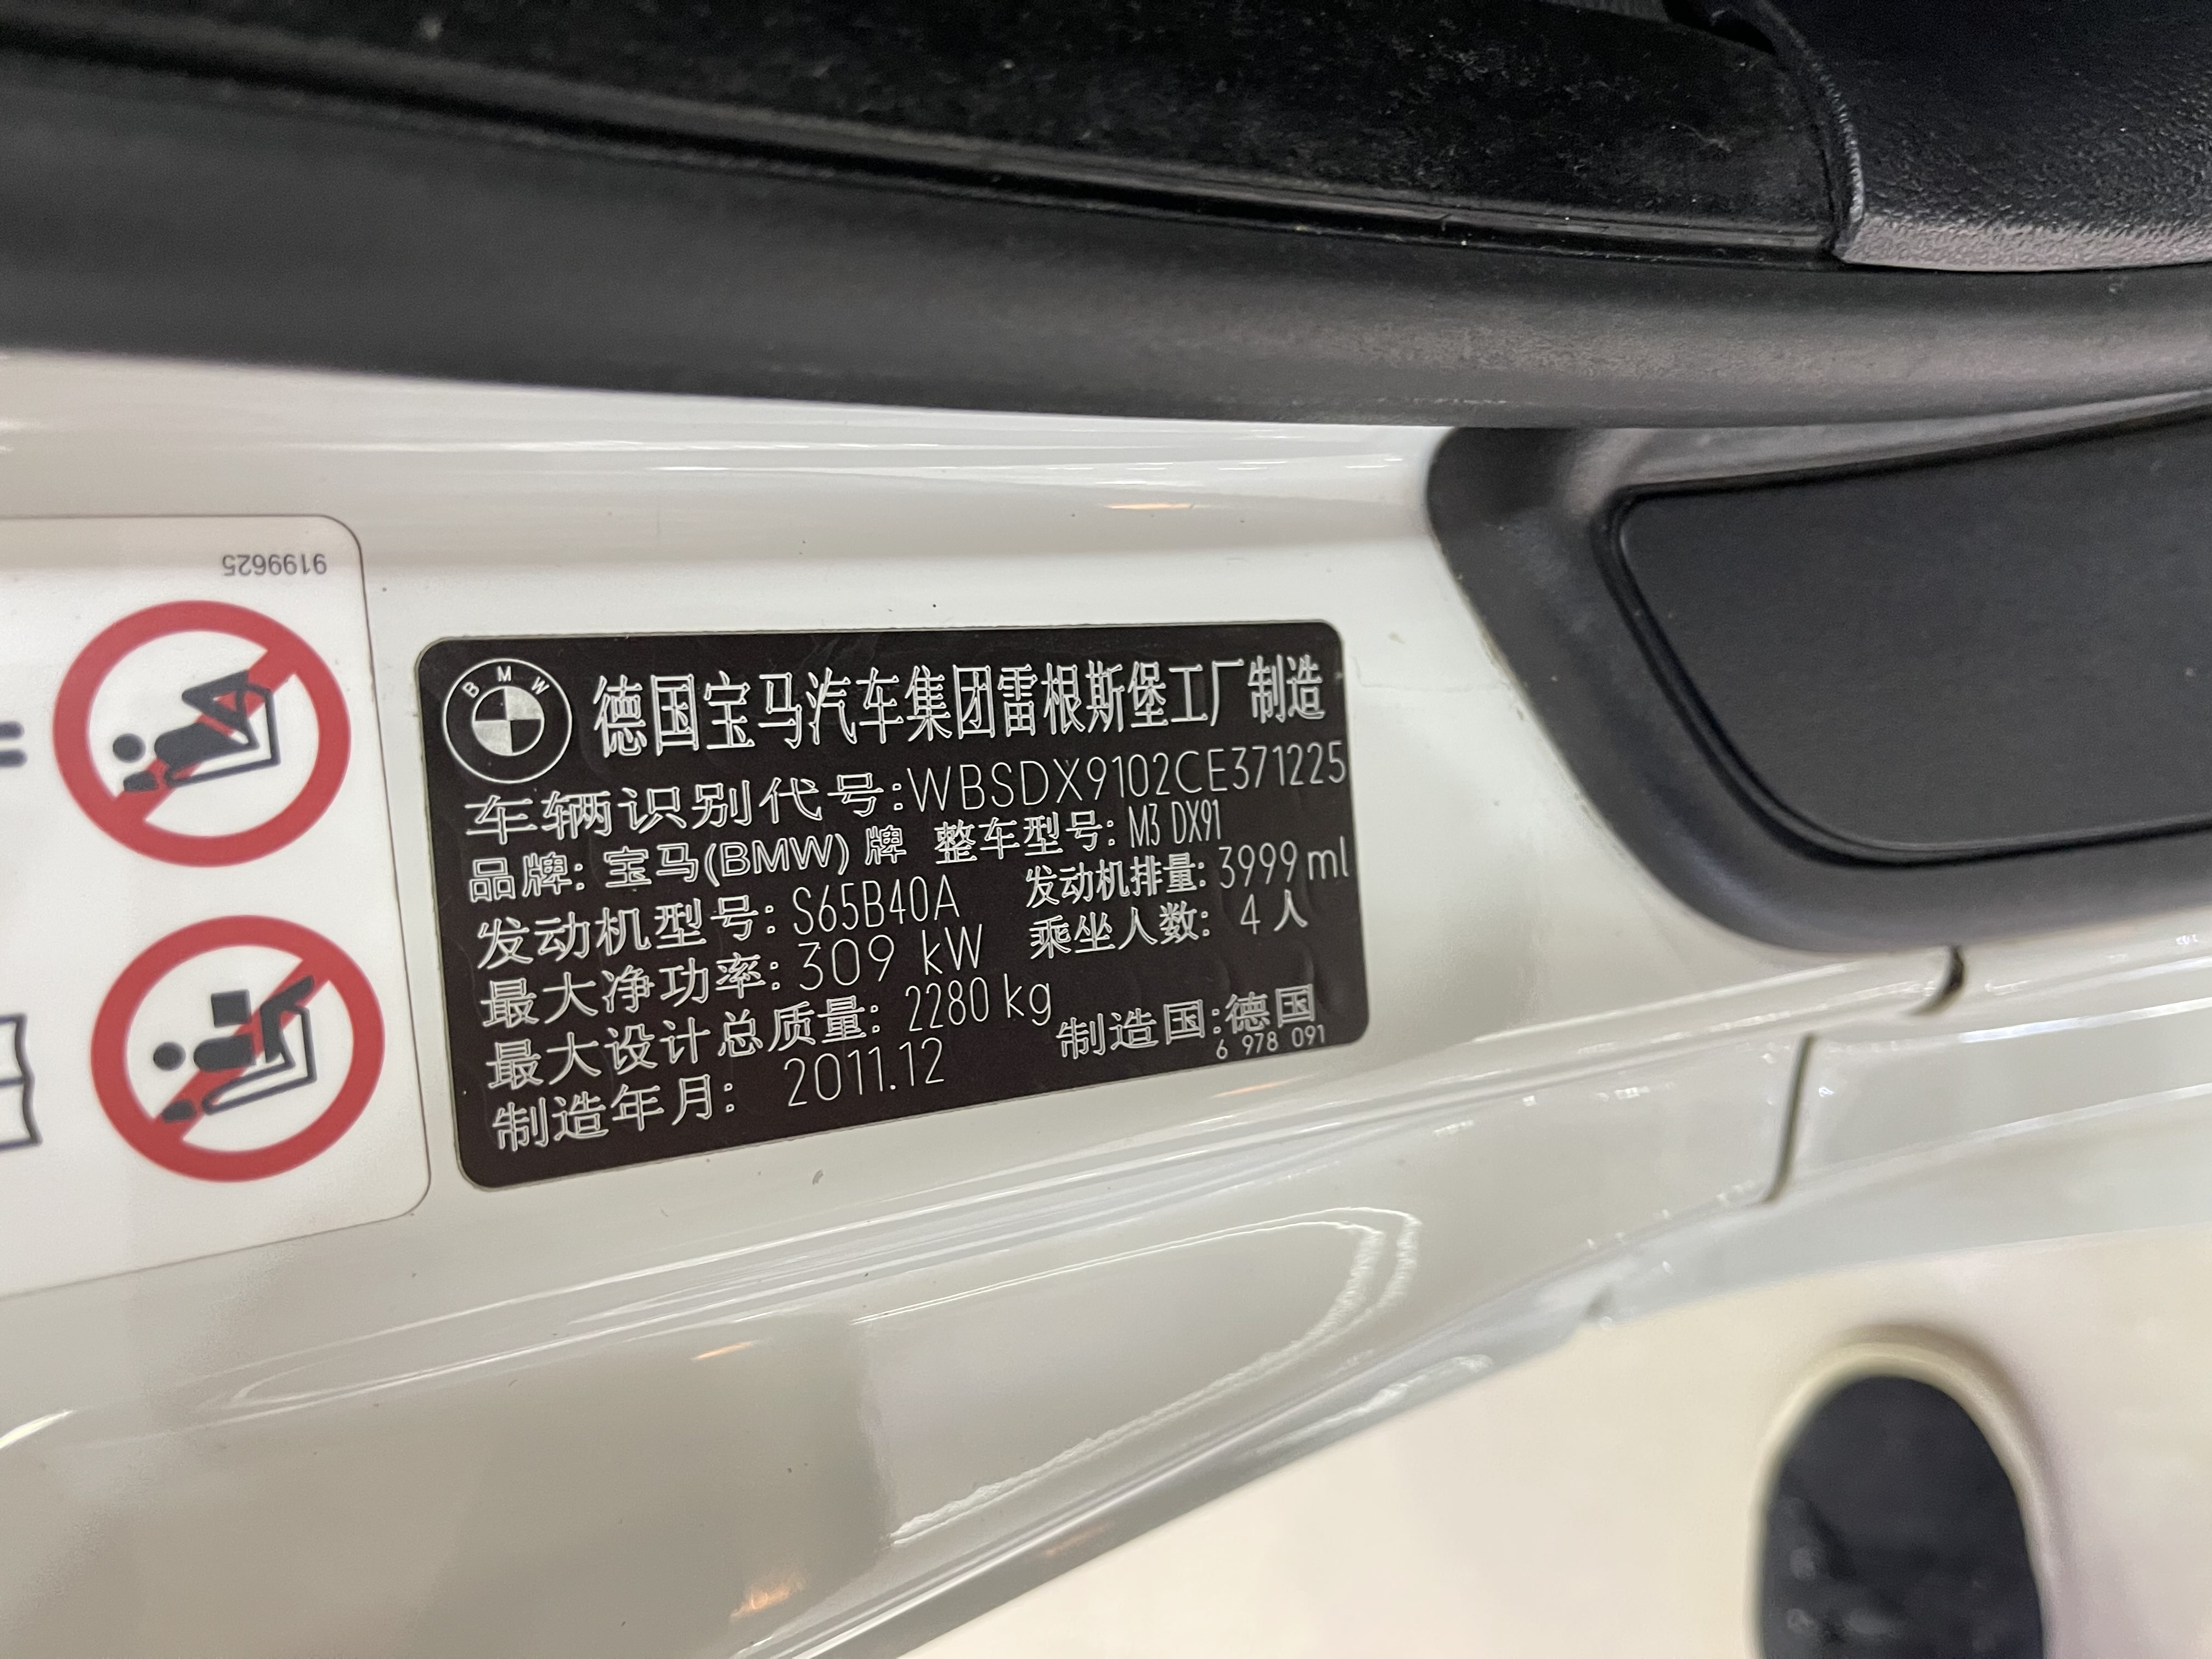 9199625
BMW
德国宝马汽车集团雷根斯堡工厂制造
车辆识别代号:WBSDX9102CE371225
品牌: 宝马(BMW) 牌 整车型号: M3 DX91
发动机型号: S65B40A 发动机排量: 3999 ml
最大净功率: 309 kW 乘坐人数: 4 人
最大设计总质量: 2280 kg
制造年月: 2011.12 制造国:德国
6 978 091